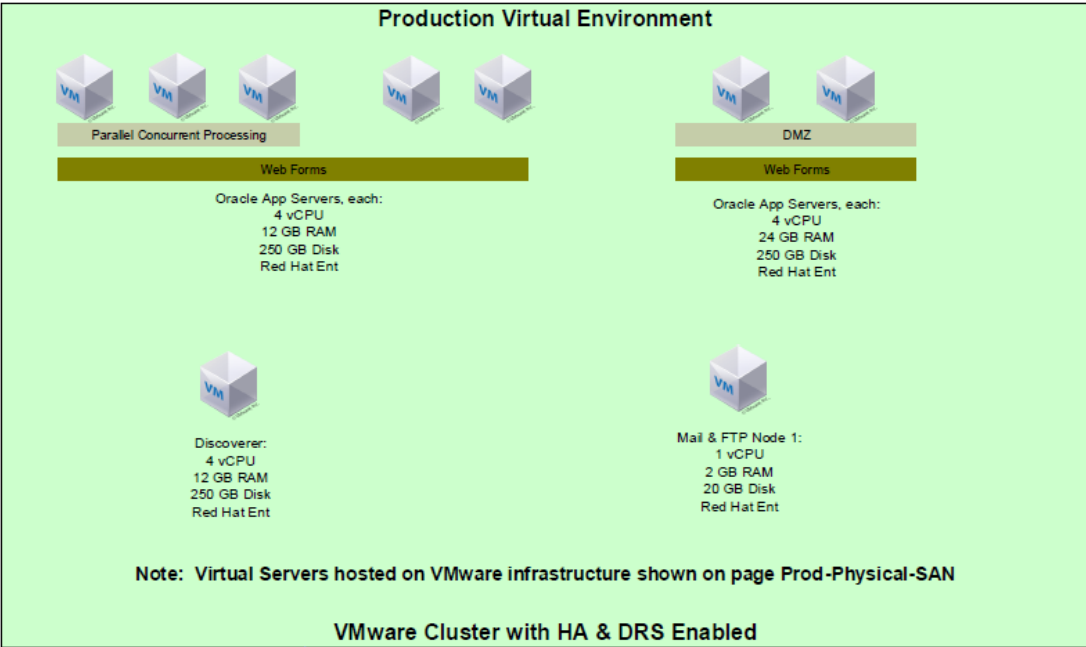 Production Virtual Environment
VM
VM
VM
VM
VM
VM
VM
Parallel Concurrent Processing
DMZ
Web Forms
Web Forms
Oracle App Servers, each:
4 vCPU
12 GB RAM
250 GB Disk
Red Hat Ent
Oracle App Servers, each:
4 vCPU
24 GB RAM
250 GB Disk
Red Hat Ent
VM
VM
Discoverer:
4 vCPU
12 GB RAM
250 GB Disk
Red Hat Ent
Mail & FTP Node 1:
1 vCPU
2 GB RAM
20 GB Disk
Red Hat Ent
Note: Virtual Servers hosted on VMware infrastructure shown on page Prod-Physical-SAN
VMware Cluster with HA & DRS Enabled